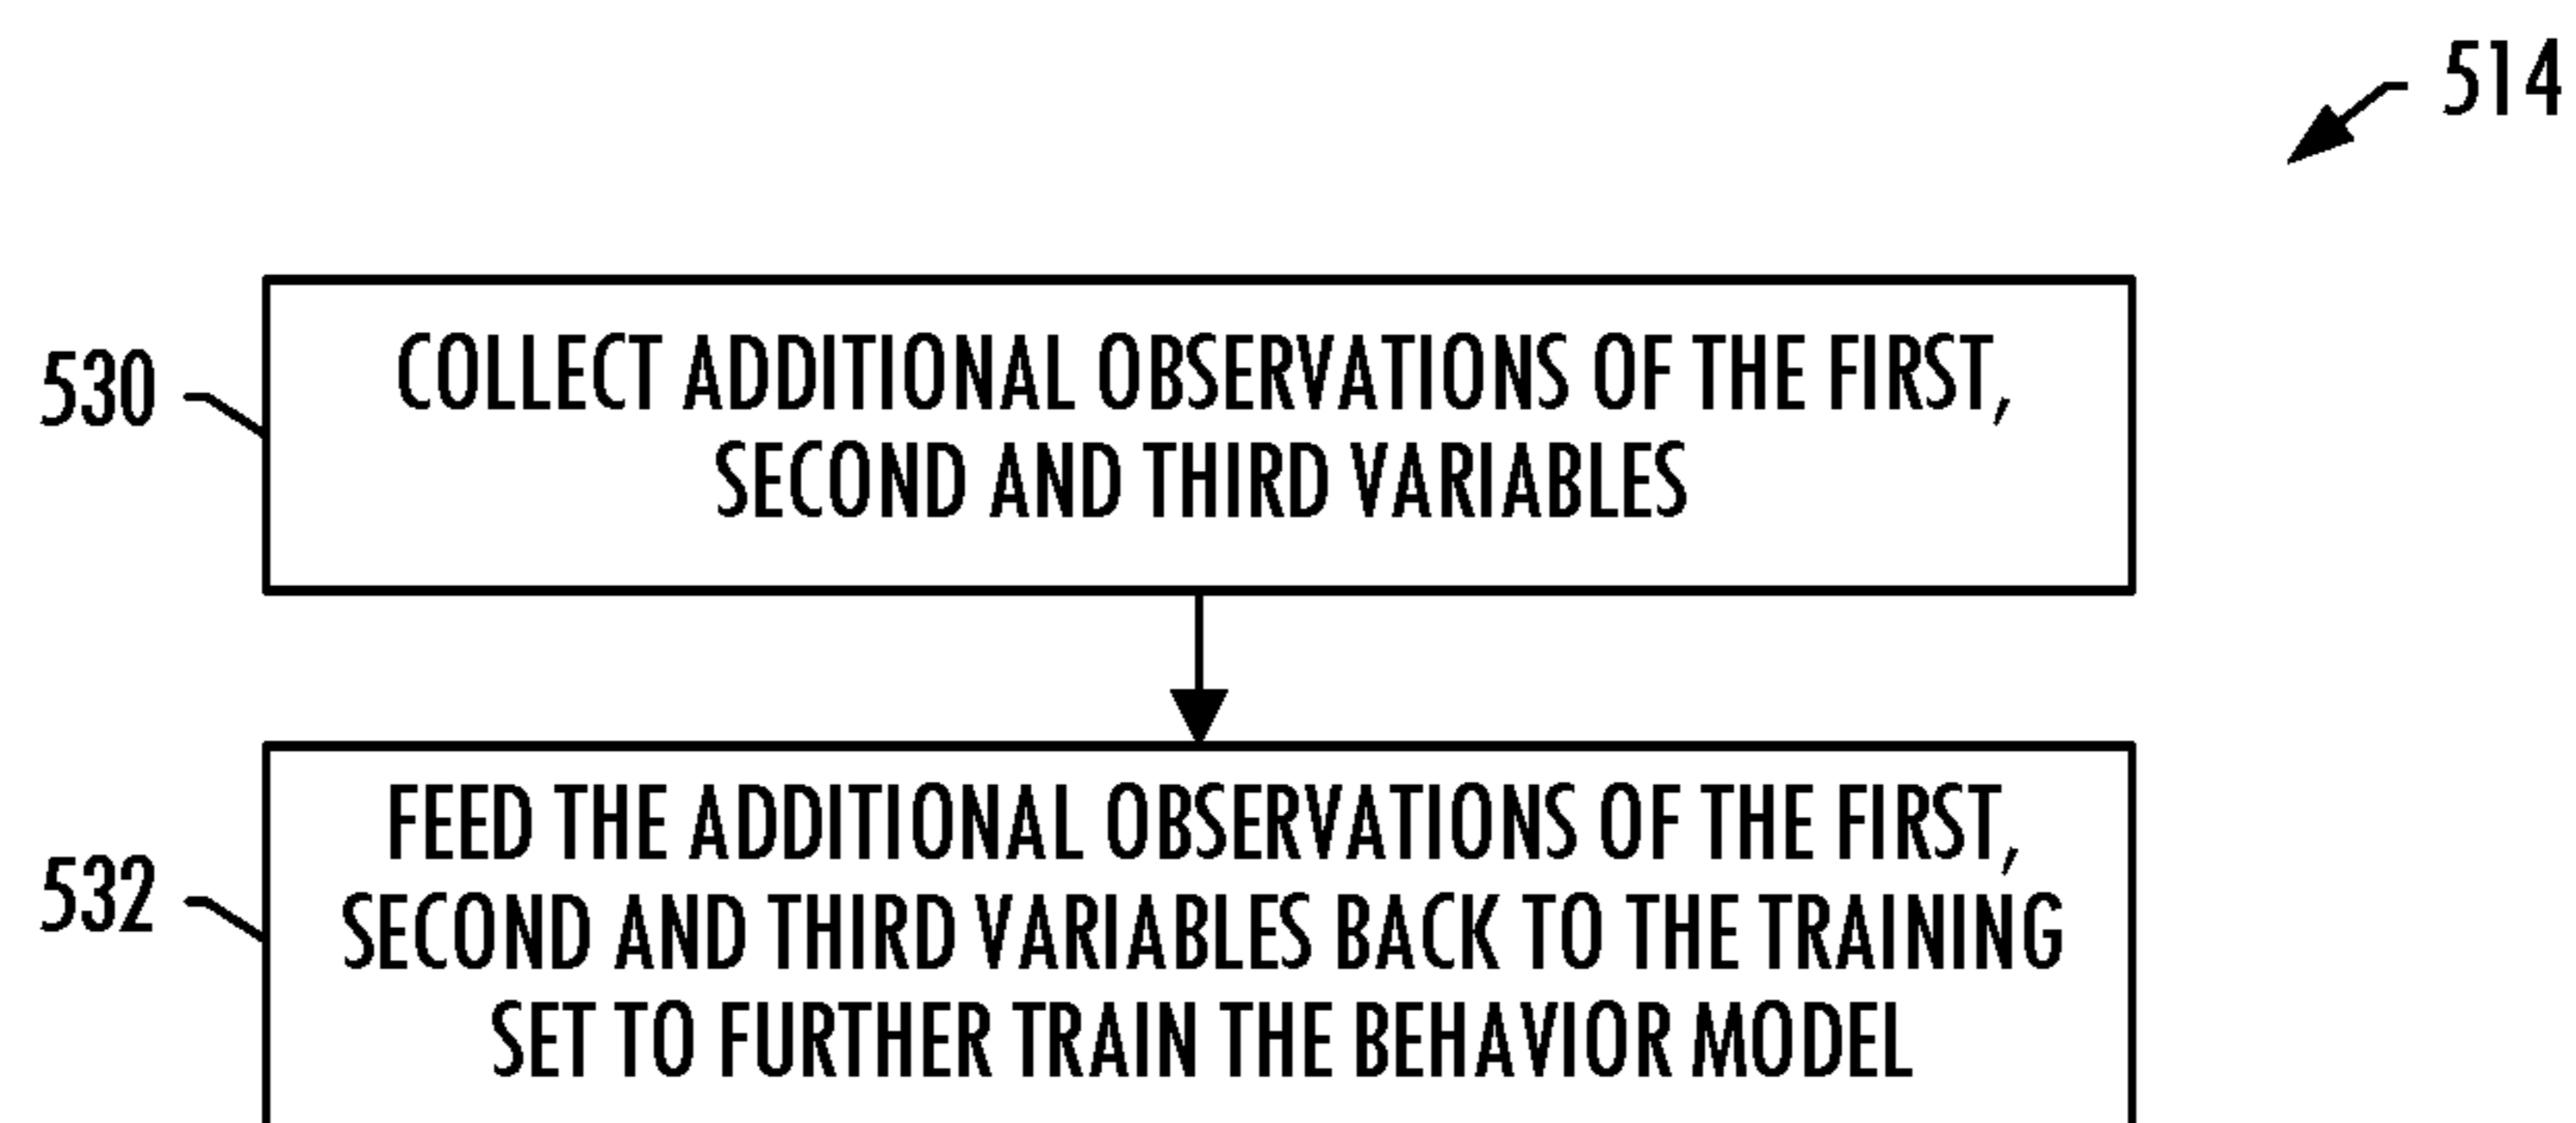 514
530
COLLECT ADDITIONAL OBSERVATIONS OF THE FIRST,
SECOND AND THIRD VARIABLES
532
FEED THE ADDITIONAL OBSERVATIONS OF THE FIRST,
SECOND AND THIRD VARIABLES BACK TO THE TRAINING
SET TO FURTHER TRAIN THE BEHAVIOR MODEL